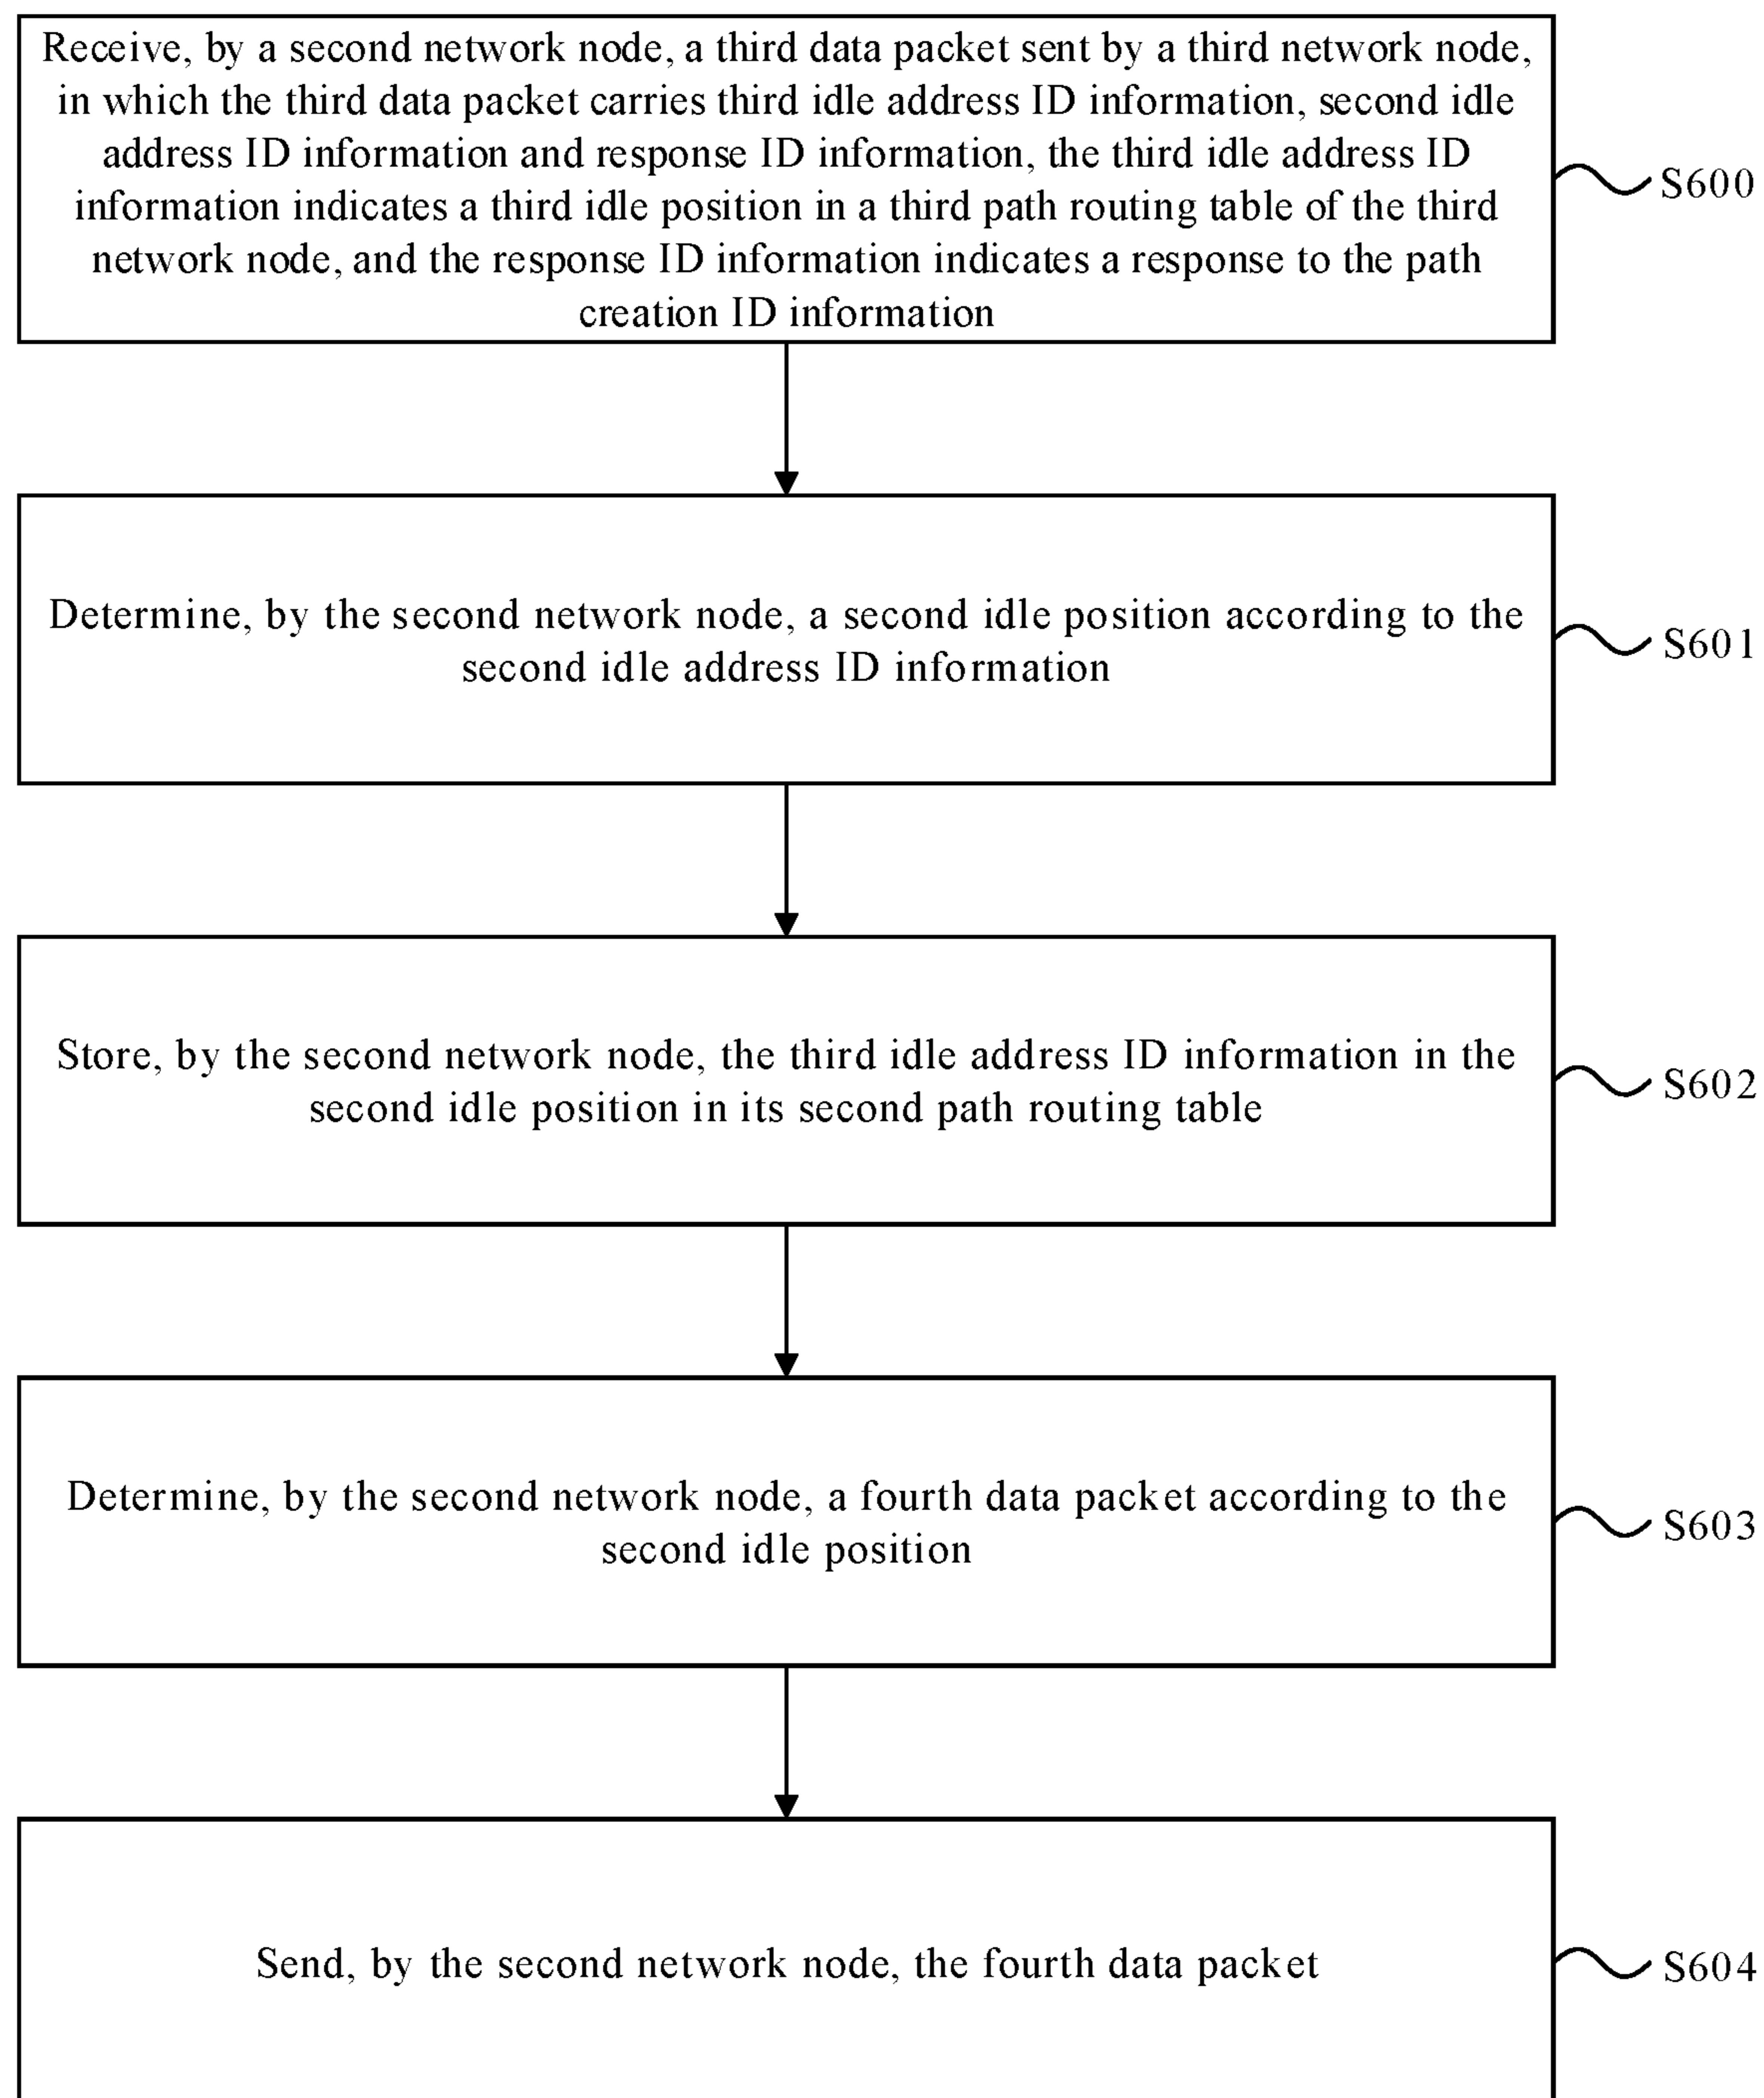 Receive, by a second network node, a third data packet sent by a third network node,
in which the third data packet carries third idle address ID information, second idle
address ID information and response ID information, the third idle address ID
information indicates a third idle position in a third path routing table of the third
network node, and the response ID information indicates a response to the path
creation ID information
S600
Determine, by the second network node, a second idle position according to the
second idle address ID information
S601
Store, by the second network node, the third idle address ID information in the
second idle position in its second path routing table
S602
Determine, by the second network node, a fourth data packet according to the
second idle position
S603
Send, by the second network node, the fourth data packet
S604